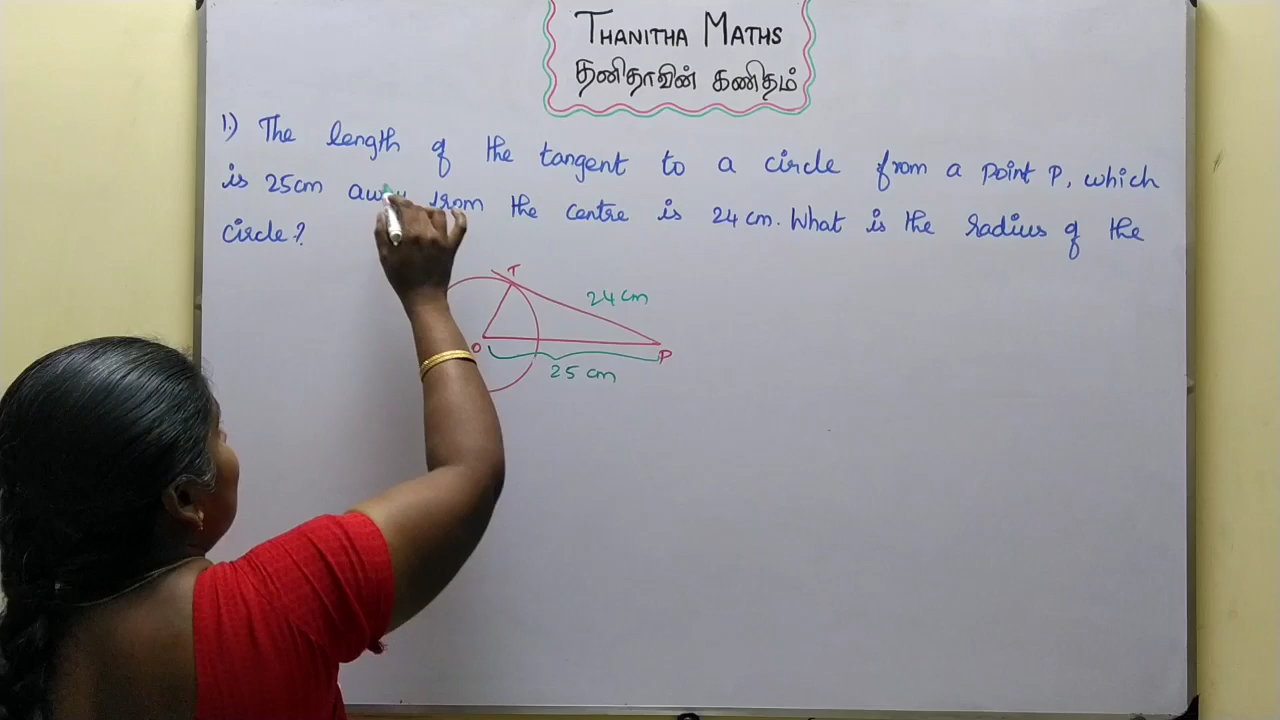 THANITHA MATHS
தனிதாவின் கணிதம்
1.) The length of the tangent to a circle from a point P, which
is 25cm away from the centre is 24 cm. What is the radius of the
circle?
T
24 cm
O
P
25 cm